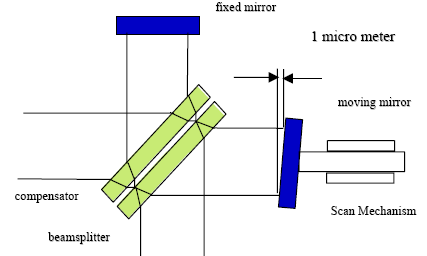 fixed mirror
1 micro meter
moving mirror
compensator
Scan Mechanism
beamsplitter